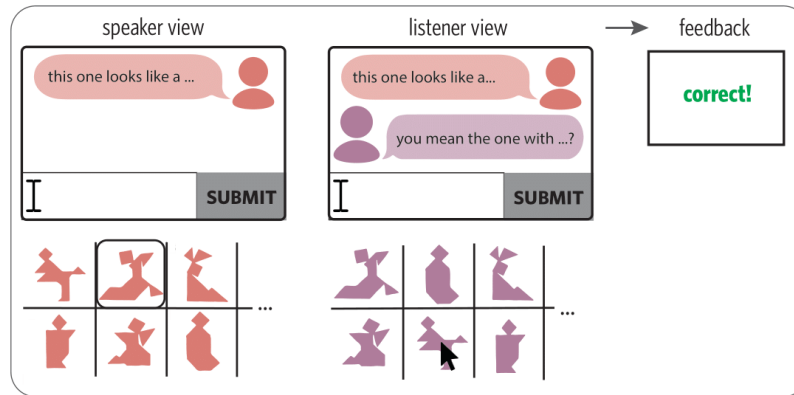 speaker view
listener view
feedback
this one looks like a ...
SUBMIT
this one looks like a...
you mean the one with ...?
SUBMIT
correct!
...
...